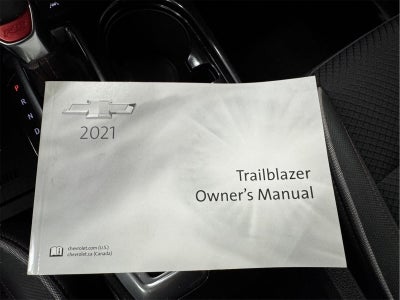 P
R
N
D
2021
Trailblazer
Owner's Manual
chevrolet.com (U.S.)
chevrolet.ca (Canada)